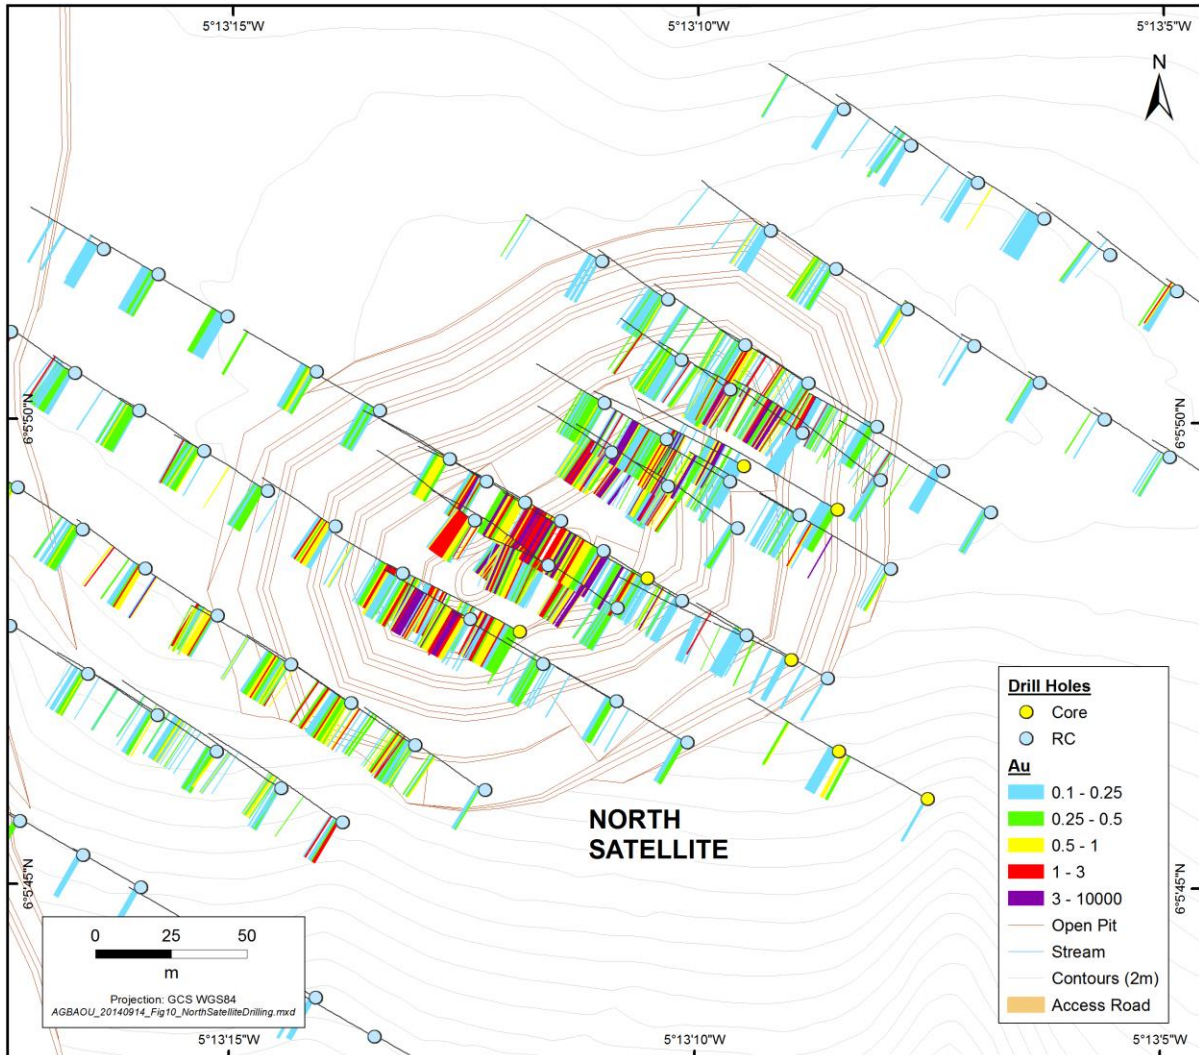 5°13'15"W
5°13'10"W
5°13'5"W
N
6°5'50"N
6°5'50"N
NORTH
SATELLITE
6°5'45"N
6°5'45"N
Drill Holes
Core
RC
Au
0.1 - 0.25
0.25 - 0.5
0.5 - 1
1 - 3
3 - 10000
Open Pit
Stream
Contours (2m)
Access Road
0 25 50
m
Projection: GCS WGS84
AGBAOU_20140914_Fig10_NorthSatelliteDrilling.mxd
5°13'15"W
5°13'10"W
5°13'5"W